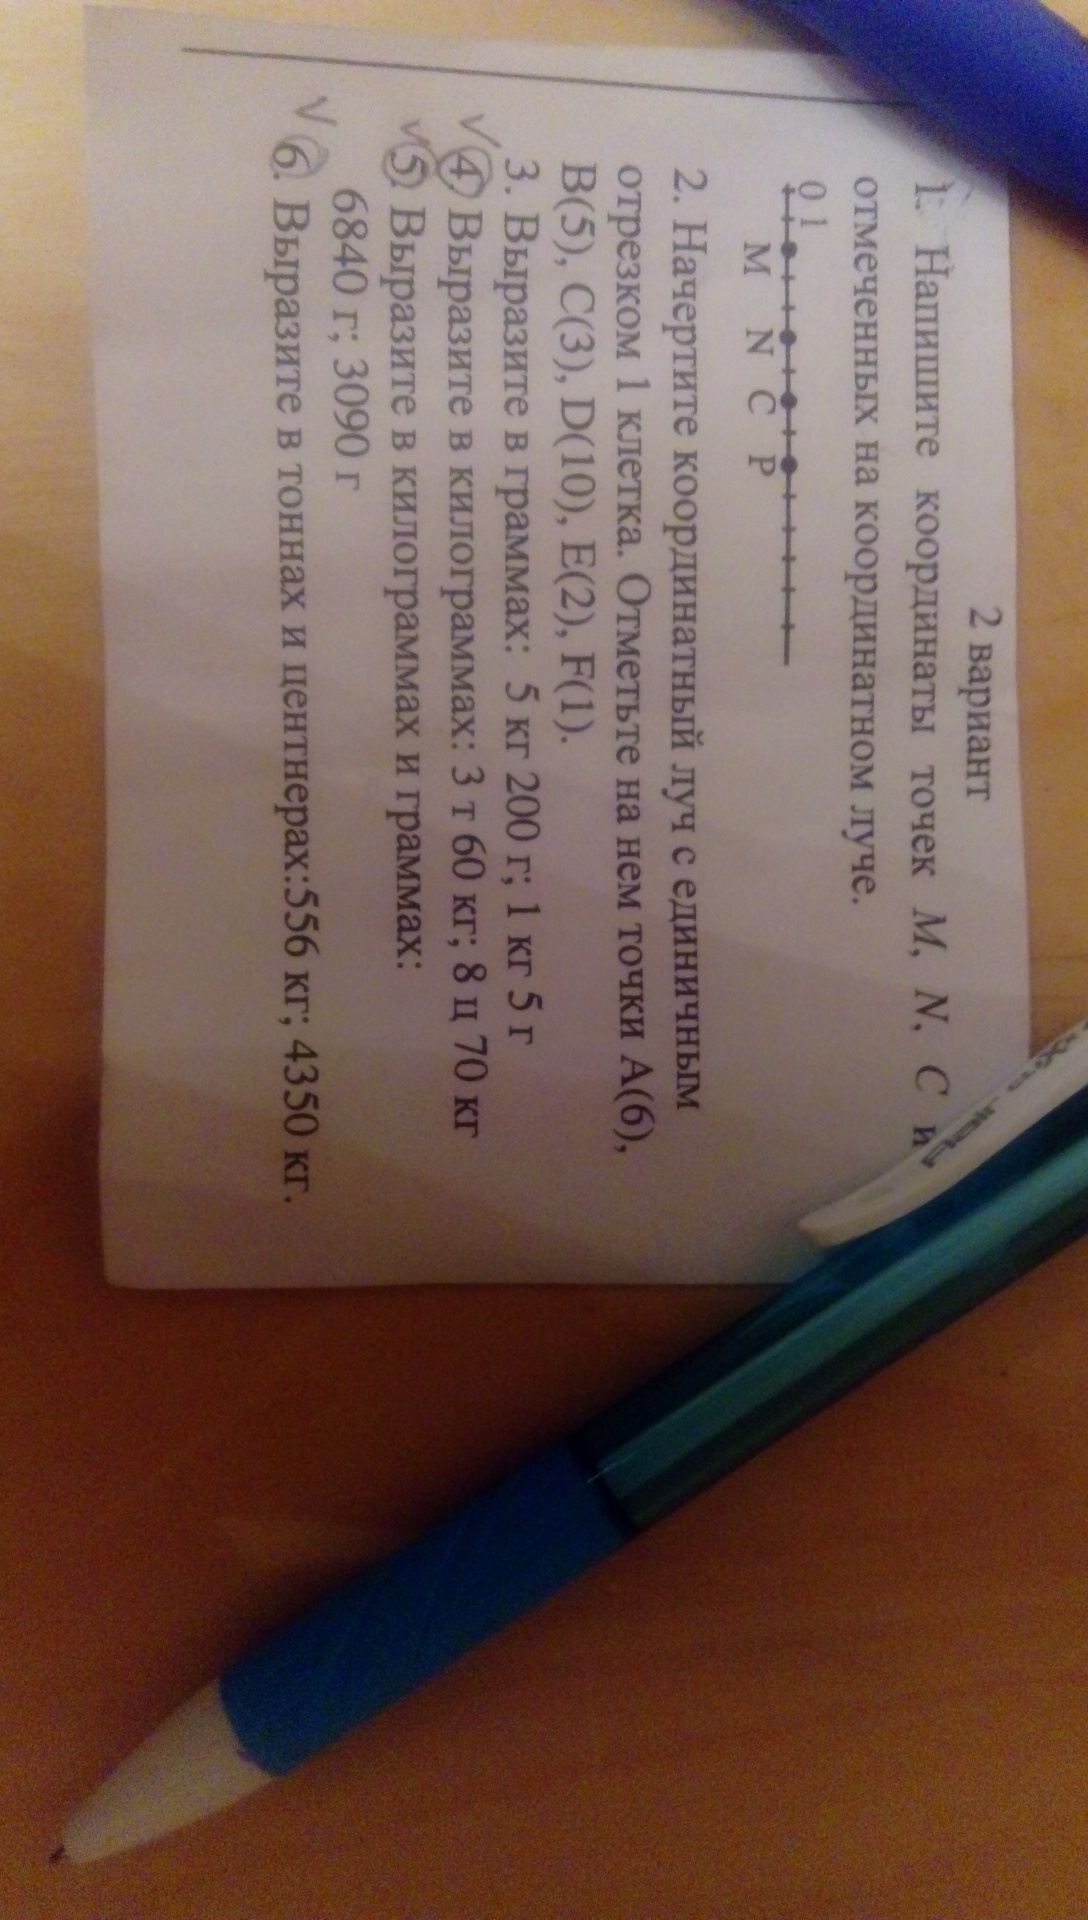 2 вариант
1. Напишите координаты точек M, N, C и
отмеченных на координатном луче.
0 1
M N C P
2. Начертите координатный луч с единичным
отрезком 1 клетка. Отметьте на нем точки А(6),
В(5), С(3), D(10), Е(2), F(1).
3. Выразите в граммах: 5 кг 200 г; 1 кг 5 г
4. Выразите в килограммах: 3 т 60 кг; 8 ц 70 кг
5. Выразите в килограммах и граммах:
6840 г; 3090 г
6. Выразите в тоннах и центнерах:556 кг; 4350 кг.